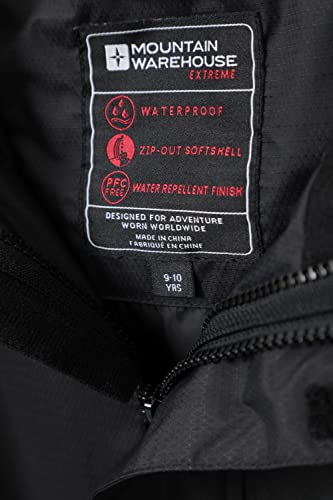 MOUNTAIN
WAREHOUSE
EXTREME
WATERPROOF
ZIP-OUT SOFTSHELL
PFC
FREE
WATER REPELLENT FINISH
DESIGNED FOR ADVENTURE
WORN WORLDWIDE
MADE IN CHINA
FABRIQUÉ EN CHINE
9-10
YRS